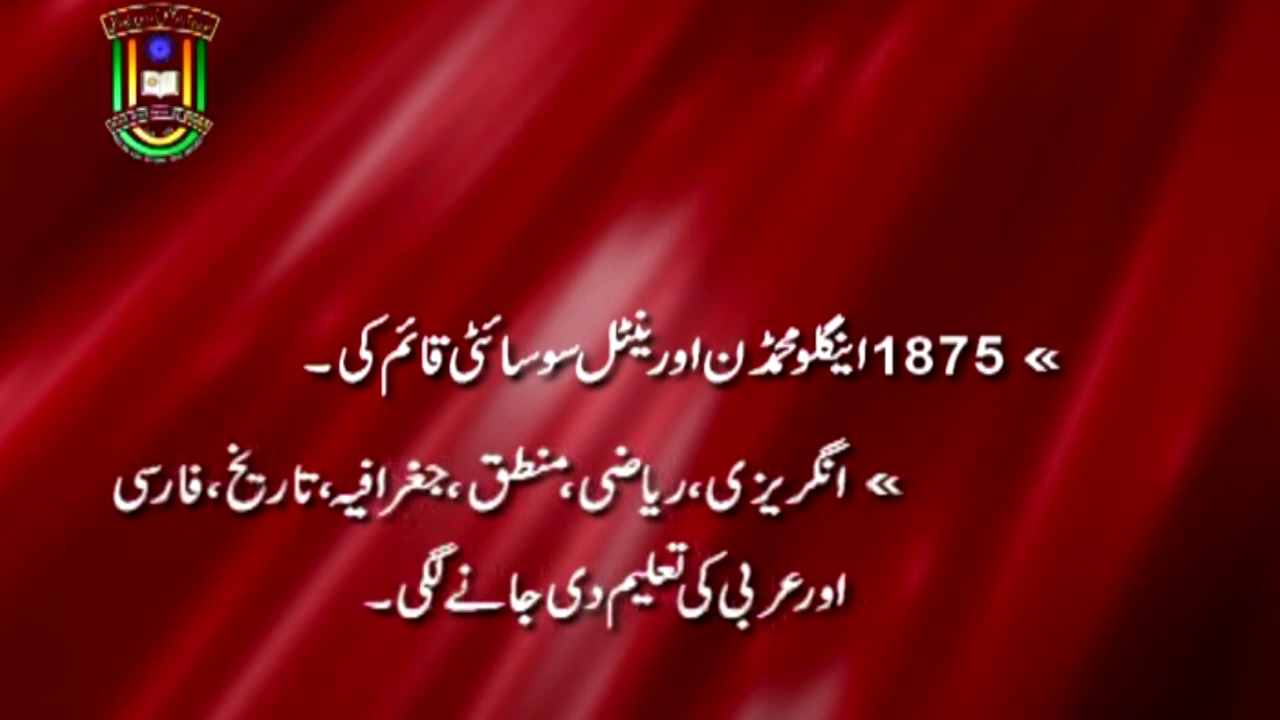 » 1875 اینگلو محمڈن اورینٹل سوسائٹی قائم کی۔
» انگریزی، ریاضی، منطق، جغرافیہ، تاریخ، فارسی
اور عربی کی تعلیم دی جانے لگی۔